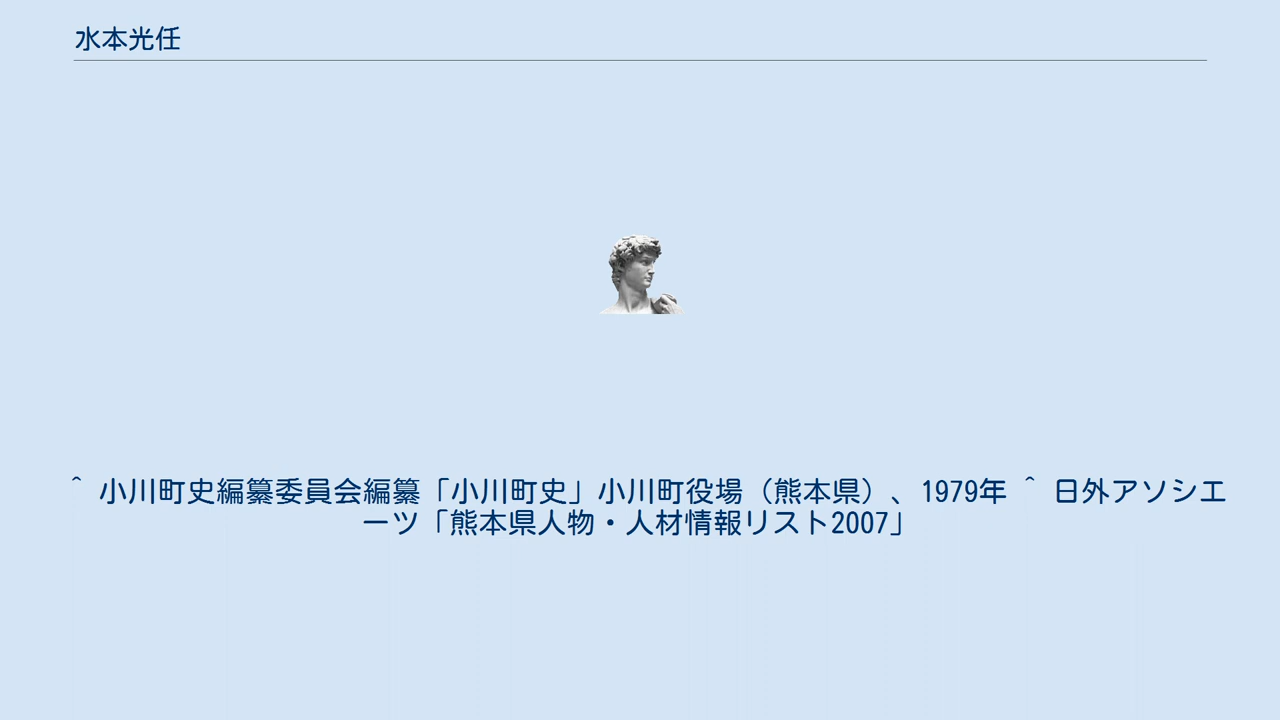 水本光任
^ 小川町史編纂委員会編纂「小川町史」小川町役場（熊本県）、1979年 ^ 日外アソシエ
ーツ「熊本県人物・人材情報リスト2007」